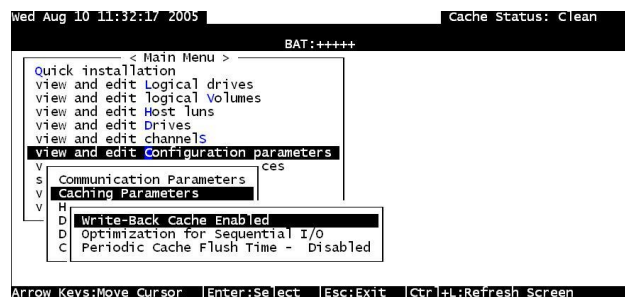 Wed Aug 10 11:32:17 2005 Cache Status: Clean
BAT:+++++
< Main Menu >
Quick installation
view and edit Logical drives
view and edit logical Volumes
view and edit Host luns
view and edit Drives
view and edit channelS
view and edit Configuration parameters
v ces
s Communication Parameters
v Caching Parameters
v H
D Write-Back Cache Enabled
D Optimization for Sequential I/O
C Periodic Cache Flush Time - Disabled
Arrow Keys:Move Cursor |Enter:Select |Esc:Exit |Ctrl+L:Refresh Screen